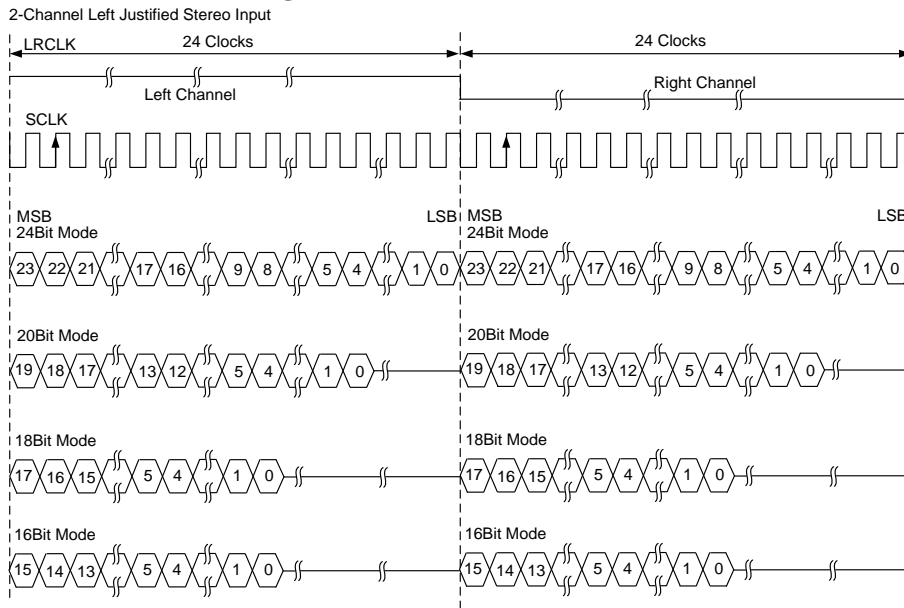 2-Channel Left Justified Stereo Input
LRCLK 24 Clocks 24 Clocks
Left Channel Right Channel
SCLK
MSB LSB MSB LSB
24Bit Mode 24Bit Mode
23 22 21 17 16 9 8 5 4 1 0 23 22 21 17 16 9 8 5 4 1 0
20Bit Mode 20Bit Mode
19 18 17 13 12 5 4 1 0 19 18 17 13 12 5 4 1 0
18Bit Mode 18Bit Mode
17 16 15 5 4 1 0 17 16 15 5 4 1 0
16Bit Mode 16Bit Mode
15 14 13 5 4 1 0 15 14 13 5 4 1 0